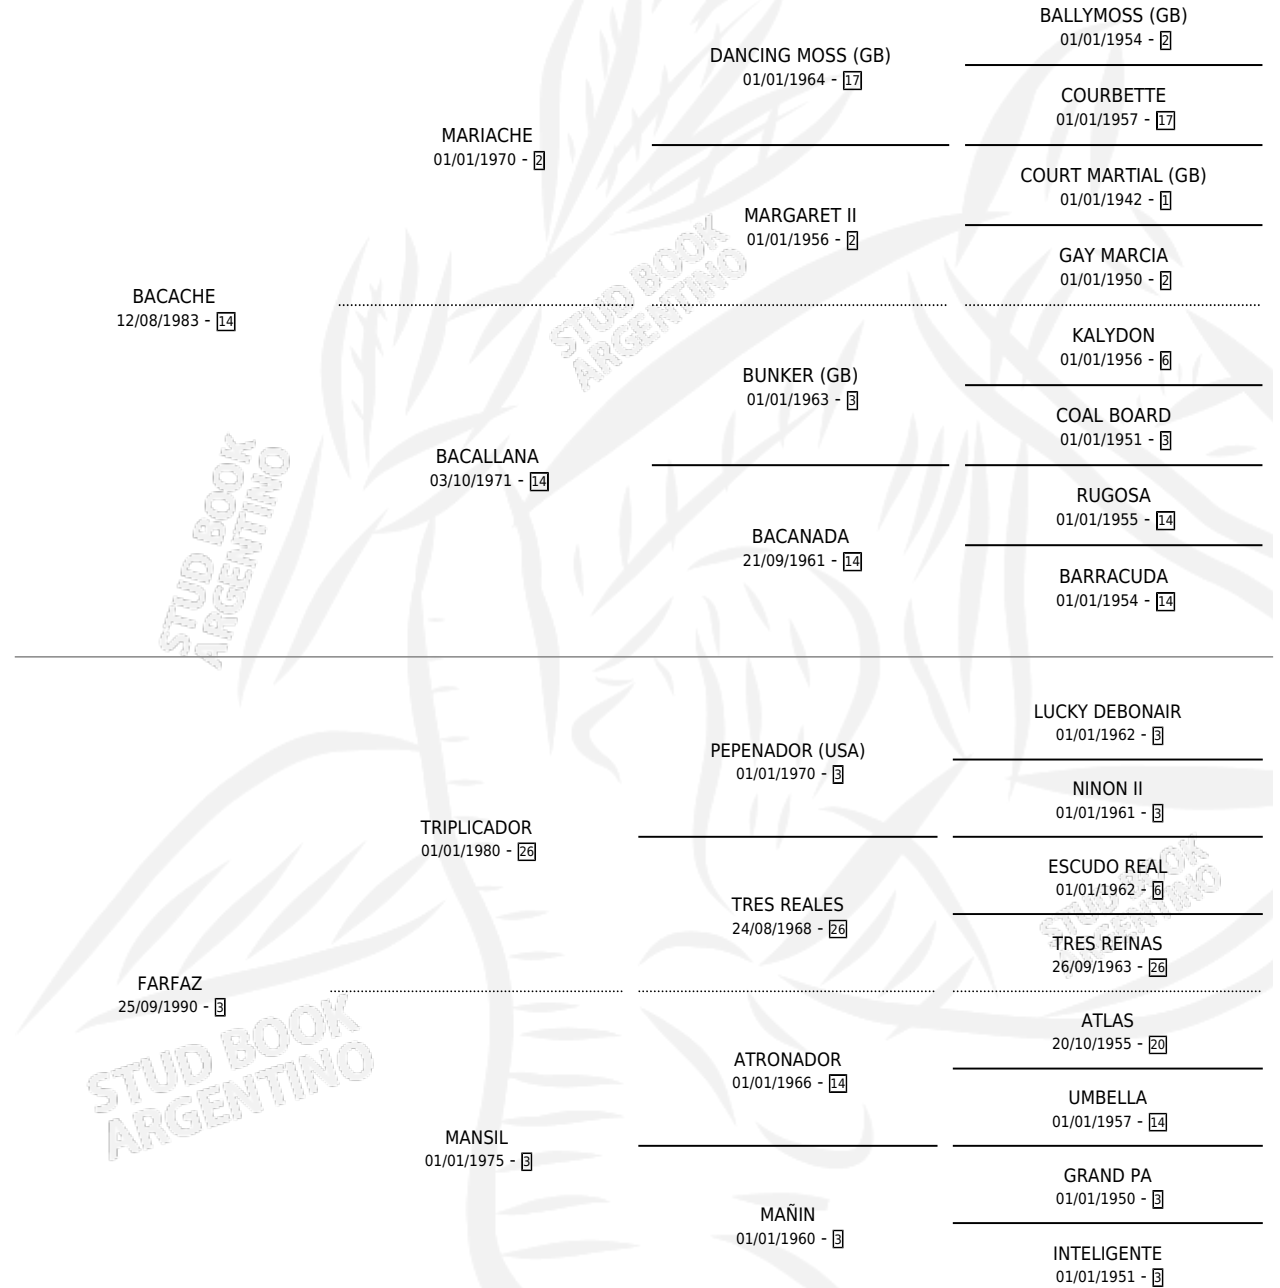 BACACHE
12/08/1983 - 14
MARIACHE
01/01/1970 - 2
DANCING MOSS (GB)
01/01/1964 - 17
BALLYMOSS (GB)
01/01/1954 - 2
COURBETTE
01/01/1957 - 17
MARGARET II
01/01/1956 - 2
COURT MARTIAL (GB)
01/01/1942 - 1
GAY MARCIA
01/01/1950 - 2
BACALLANA
03/10/1971 - 14
BUNKER (GB)
01/01/1963 - 3
KALYDON
01/01/1956 - 6
COAL BOARD
01/01/1951 - 3
BACANADA
21/09/1961 - 14
RUGOSA
01/01/1955 - 14
BARRACUDA
01/01/1954 - 14
FARFAZ
25/09/1990 - 3
TRIPLICADOR
01/01/1980 - 26
PEPENADOR (USA)
01/01/1970 - 3
LUCKY DEBONAIR
01/01/1962 - 3
NINON II
01/01/1961 - 3
TRES REALES
24/08/1968 - 26
ESCUDO REAL
01/01/1962 - 6
TRES REINAS
26/09/1963 - 26
MANSIL
01/01/1975 - 3
ATRONADOR
01/01/1966 - 14
ATLAS
20/10/1955 - 20
UMBELLA
01/01/1957 - 14
MAÑIN
01/01/1960 - 3
GRAND PA
01/01/1950 - 3
INTELIGENTE
01/01/1951 - 3
STUD BOOK
ARGENTINO
STUD BOOK
ARGENTINO
STUD BOOK
ARGENTINO
STUD BOOK
ARGENTINO